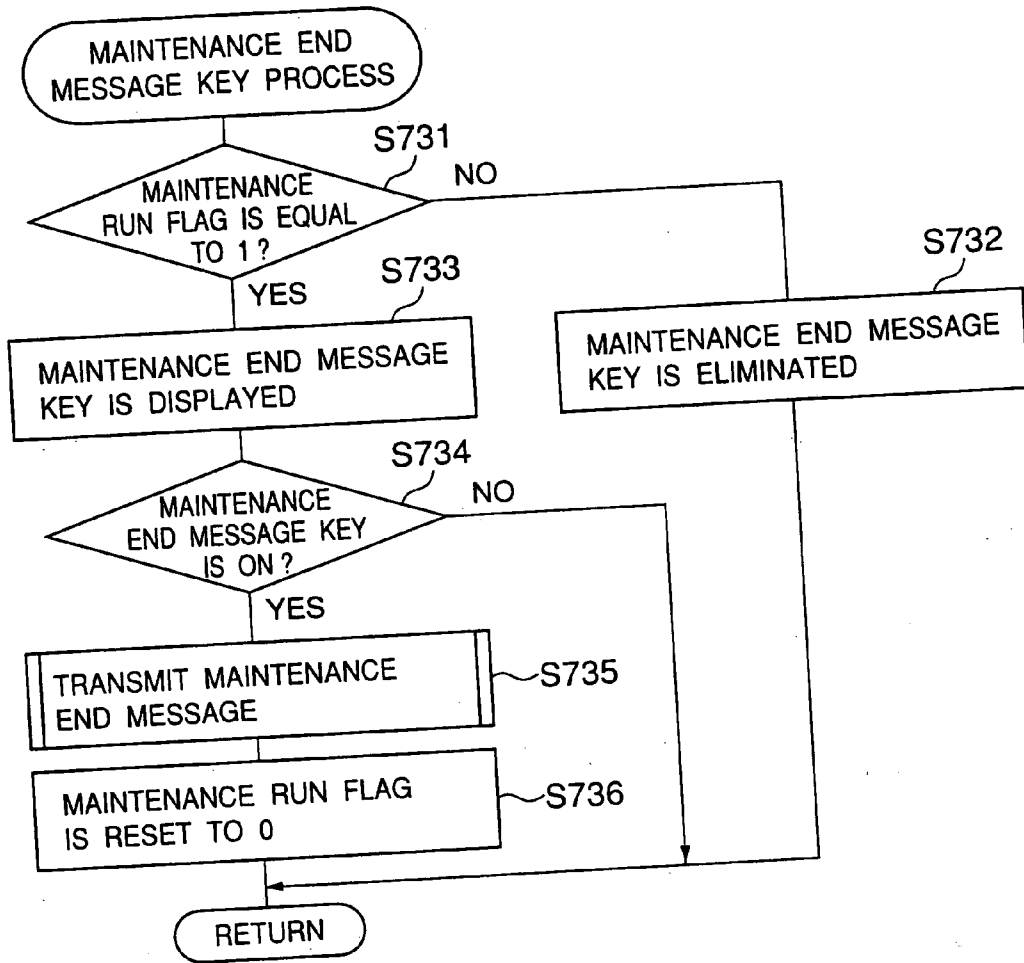 MAINTENANCE END
MESSAGE KEY PROCESS
S731
MAINTENANCE
RUN FLAG IS EQUAL
TO 1?
NO
YES
S732
MAINTENANCE END MESSAGE
KEY IS ELIMINATED
S733
MAINTENANCE END MESSAGE
KEY IS DISPLAYED
S734
MAINTENANCE
END MESSAGE KEY
IS ON?
NO
YES
TRANSMIT MAINTENANCE
END MESSAGE
S735
MAINTENANCE RUN FLAG
IS RESET TO 0
S736
RETURN